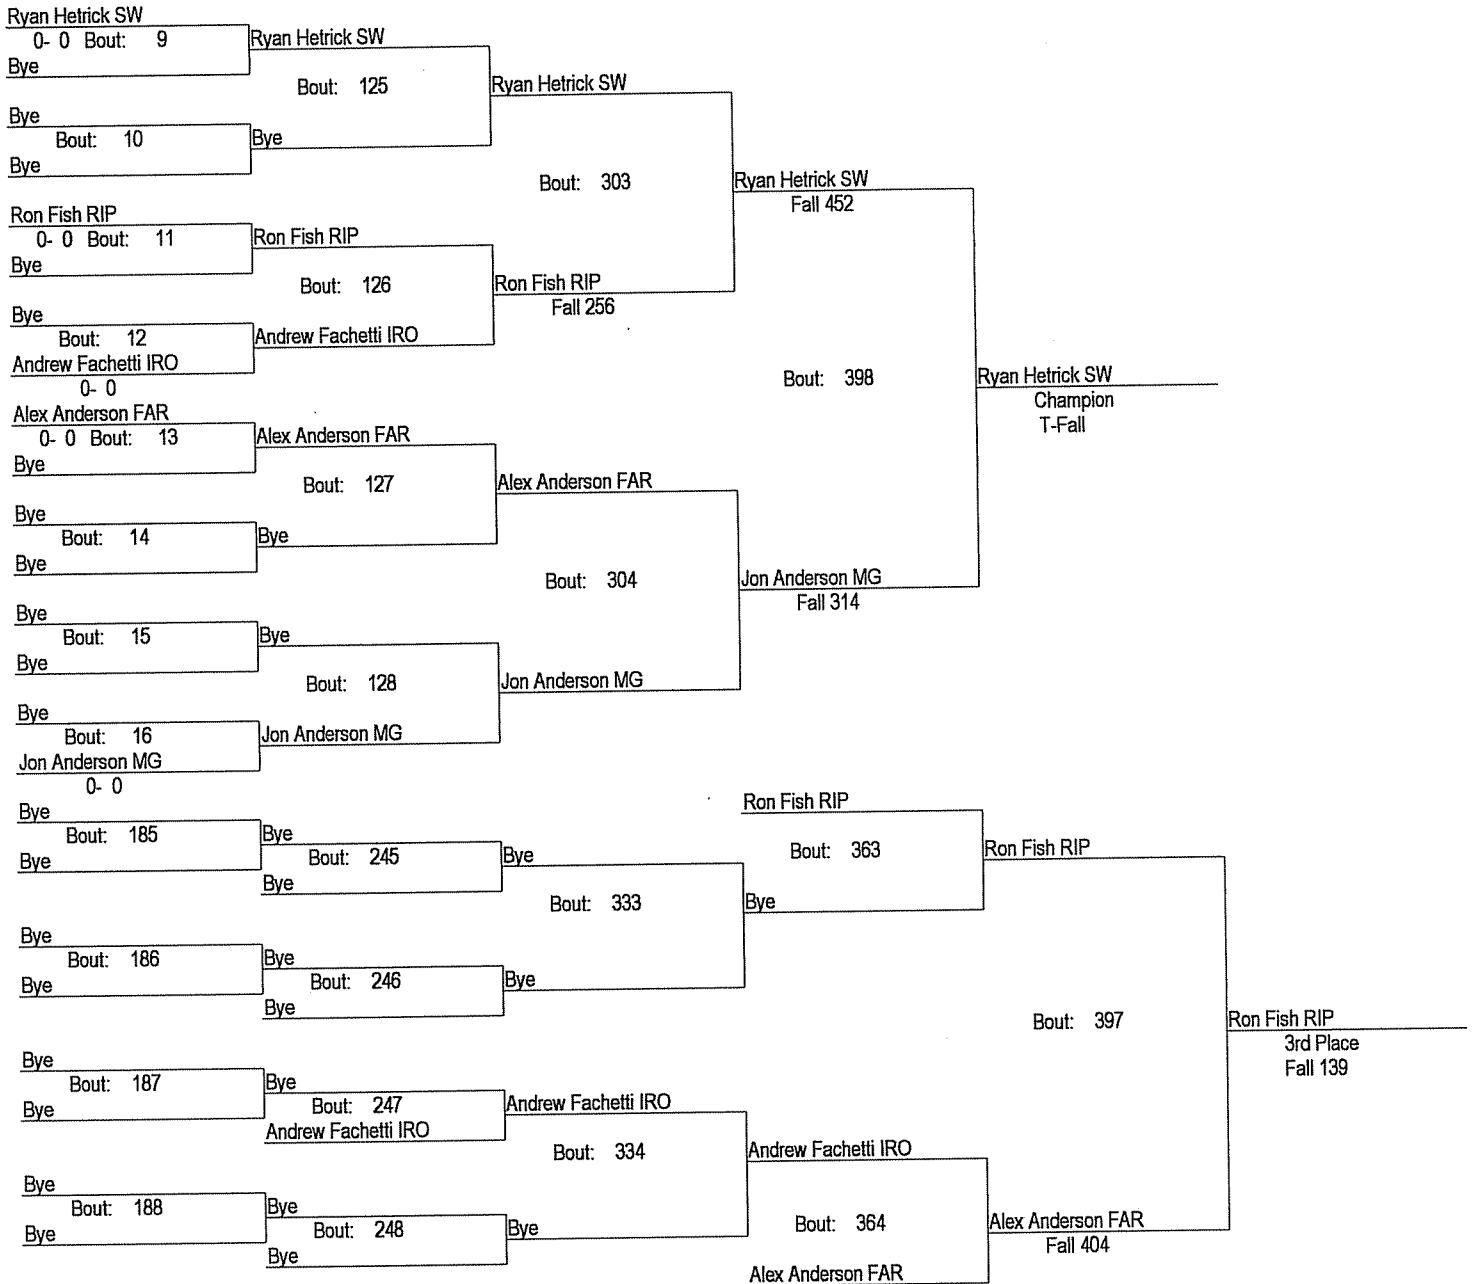 Ryan Hetrick SW
0- 0 Bout: 9
Bye
Ryan Hetrick SW
Bout: 125
Ryan Hetrick SW
Bye
Bout: 10
Bye
Bye
Bout: 303
Ryan Hetrick SW
Fall 452
Ron Fish RIP
0- 0 Bout: 11
Bye
Ron Fish RIP
Bout: 126
Ron Fish RIP
Fall 256
Bye
Bout: 12
Andrew Fachetti IRO
0- 0
Andrew Fachetti IRO
Bout: 398
Ryan Hetrick SW
Champion
T-Fall
Alex Anderson FAR
0- 0 Bout: 13
Bye
Alex Anderson FAR
Bout: 127
Alex Anderson FAR
Bye
Bout: 14
Bye
Bye
Bout: 304
Jon Anderson MG
Fall 314
Bye
Bout: 15
Bye
Bye
Bout: 128
Jon Anderson MG
Bye
Bout: 16
Jon Anderson MG
0- 0
Jon Anderson MG
Bye
Bout: 185
Bye
Bye
Bout: 245
Bye
Bye
Bout: 333
Bye
Ron Fish RIP
Bout: 363
Ron Fish RIP
Bye
Bout: 186
Bye
Bye
Bout: 246
Bye
Bye
Bout: 397
Ron Fish RIP
3rd Place
Fall 139
Bye
Bout: 187
Bye
Bye
Bout: 247
Andrew Fachetti IRO
Andrew Fachetti IRO
Bout: 334
Andrew Fachetti IRO
Bye
Bout: 188
Bye
Bye
Bout: 248
Bye
Bye
Bout: 364
Alex Anderson FAR
Alex Anderson FAR
Fall 404